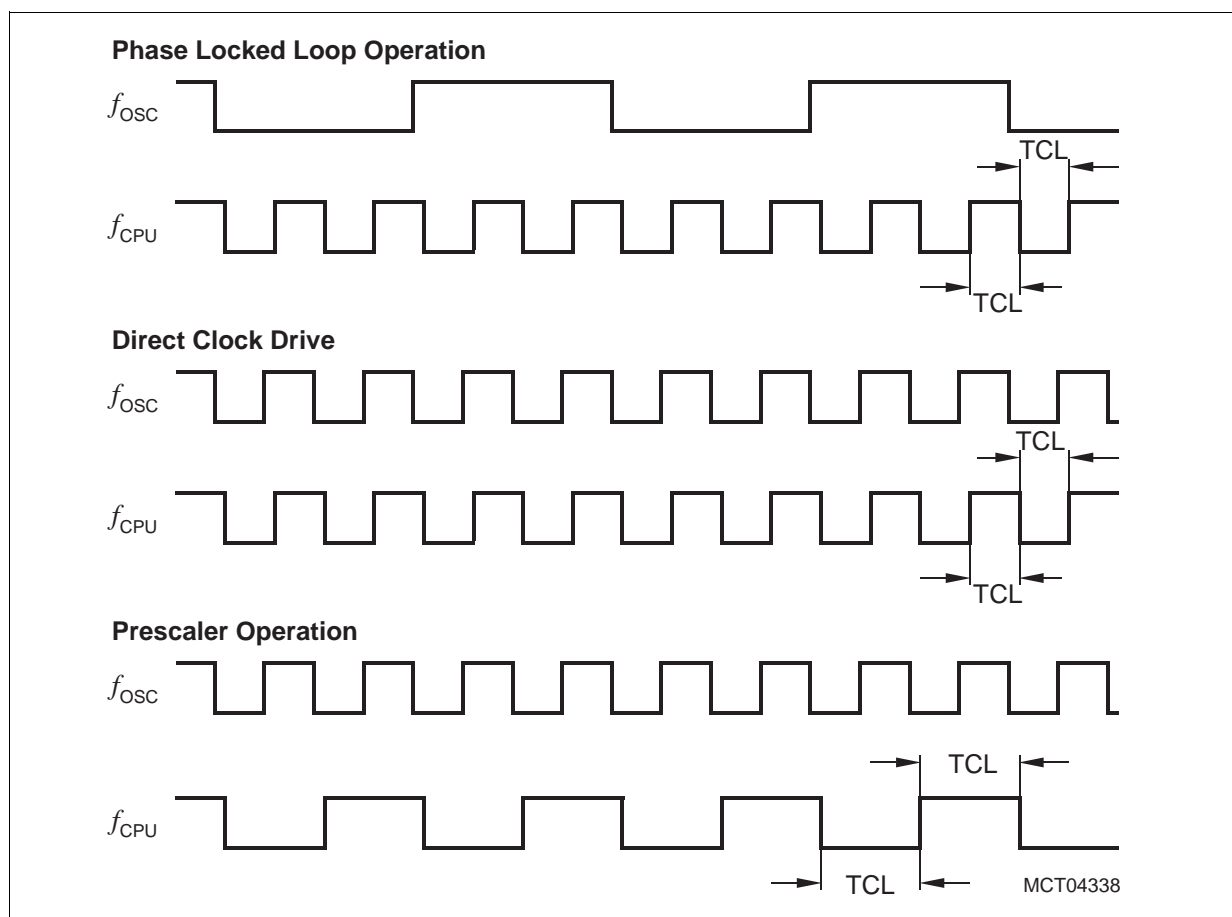 Phase Locked Loop Operation
fOSC
TCL
fCPU
TCL
Direct Clock Drive
fOSC
TCL
fCPU
TCL
Prescaler Operation
fOSC
TCL
fCPU
TCL
MCT04338